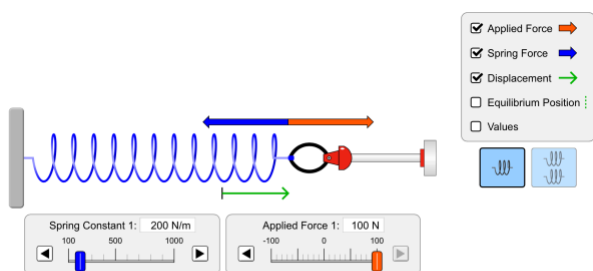 Applied Force
Spring Force
Displacement
Equilibrium Position
Values
Spring Constant 1: 200 N/m
100 500 1000
Applied Force 1: 100 N
-100 0 100